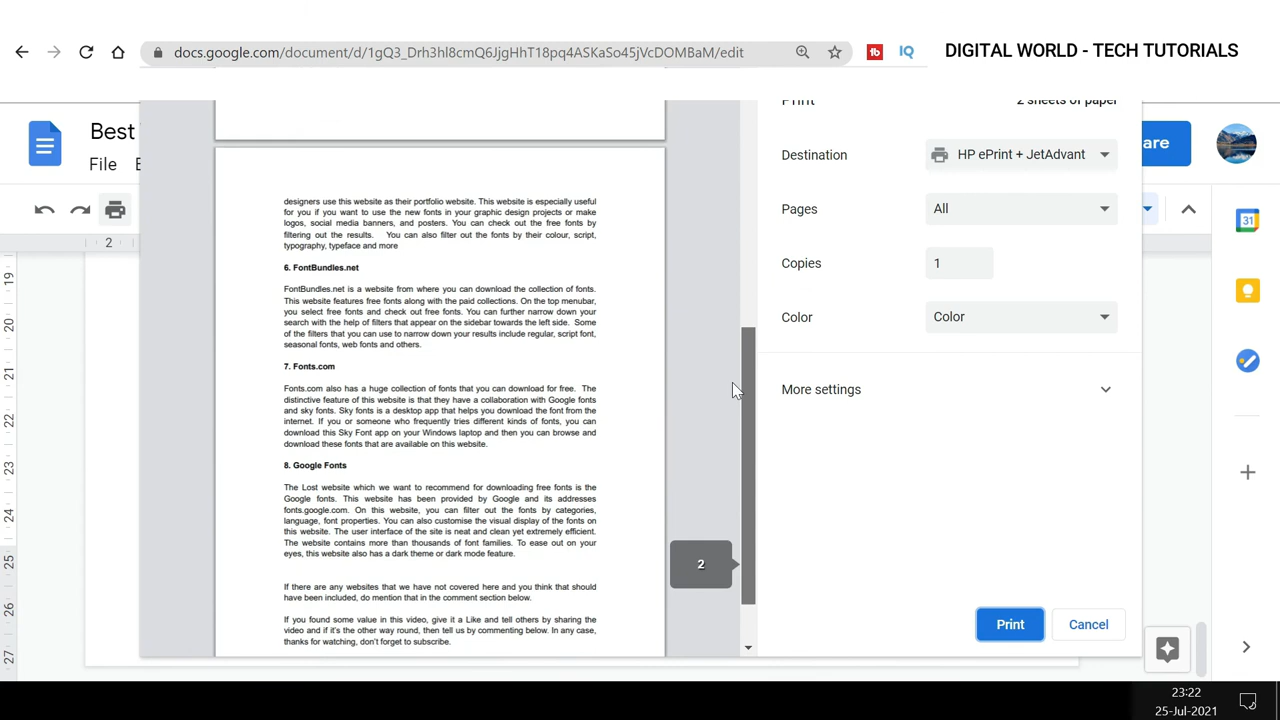 docs.google.com/document/d/1gQ3_Drh3hl8cmQ6JjgHhT18pq4ASKaSo45jVcDOMBaM/edit
DIGITAL WORLD - TECH TUTORIALS
Print
2 sheets of paper
Best
are
Destination
HP ePrint + JetAdvant
File
Pages
All
2
Copies
1
Color
Color
More settings
designers use this website as their portfolio website. This website is especially useful
for you if you want to use the new fonts in your graphic design projects or make
logos, social media banners, and posters. You can check out the free fonts by
filtering out the results. You can also filter out the fonts by their colour, script,
typography, typeface and more
6. FontBundles.net
FontBundles.net is a website from where you can download the collection of fonts.
This website features free fonts along with the paid collections. On the top menubar,
you select free fonts and check out free fonts. You can further narrow down your
search with the help of filters that appear on the sidebar towards the left side. Some
of the filters that you can use to narrow down your results include regular, script font,
seasonal fonts, web fonts and others.
7. Fonts.com
Fonts.com also has a huge collection of fonts that you can download for free. The
distinctive feature of this website is that they have a collaboration with Google fonts
and sky fonts. Sky fonts is a desktop app that helps you download the font from the
internet. If you or someone who frequently tries different kinds of fonts, you can
download this Sky Font app on your Windows laptop and then you can browse and
download these fonts that are available on this website.
8. Google Fonts
The Lost website which we want to recommend for downloading free fonts is the
Google fonts. This website has been provided by Google and its addresses
fonts.google.com. On this website, you can filter out the fonts by categories,
language, font properties. You can also customise the visual display of the fonts on
this website. The user interface of the site is neat and clean yet extremely efficient.
The website contains more than thousands of font families. To ease out on your
eyes, this website also has a dark theme or dark mode feature.
If there are any websites that we have not covered here and you think that should
have been included, do mention that in the comment section below.
If you found some value in this video, give it a Like and tell others by sharing the
video and if it's the other way round, then tell us by commenting below. In any case,
thanks for watching, don't forget to subscribe.
2
Print
Cancel
19
20
21
22
23
24
25
26
27
31
IQ
23:22
25-Jul-2021